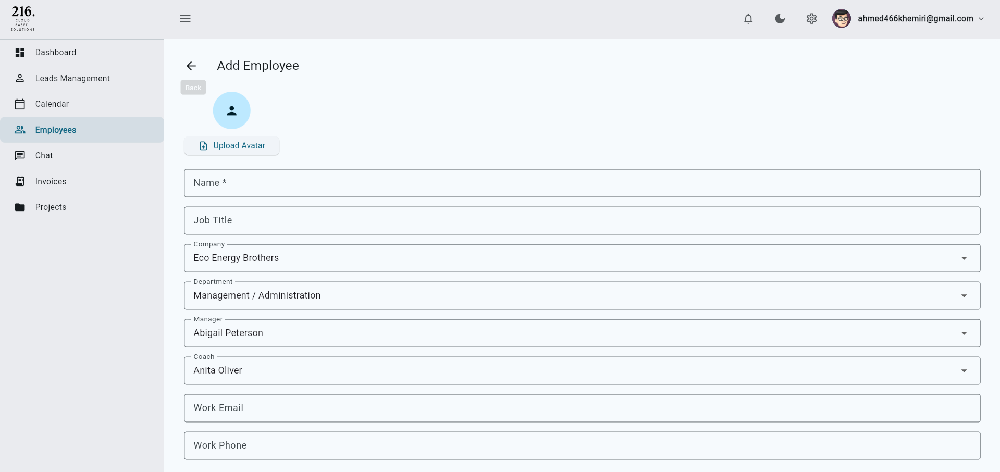 216.
CLOUD
BASED
SOLUTIONS
ahmed466khemiri@gmail.com
Dashboard
Leads Management
Calendar
Employees
Chat
Invoices
Projects
Add Employee
Back
Upload Avatar
Name *
Job Title
Company
Eco Energy Brothers
Department
Management / Administration
Manager
Abigail Peterson
Coach
Anita Oliver
Work Email
Work Phone